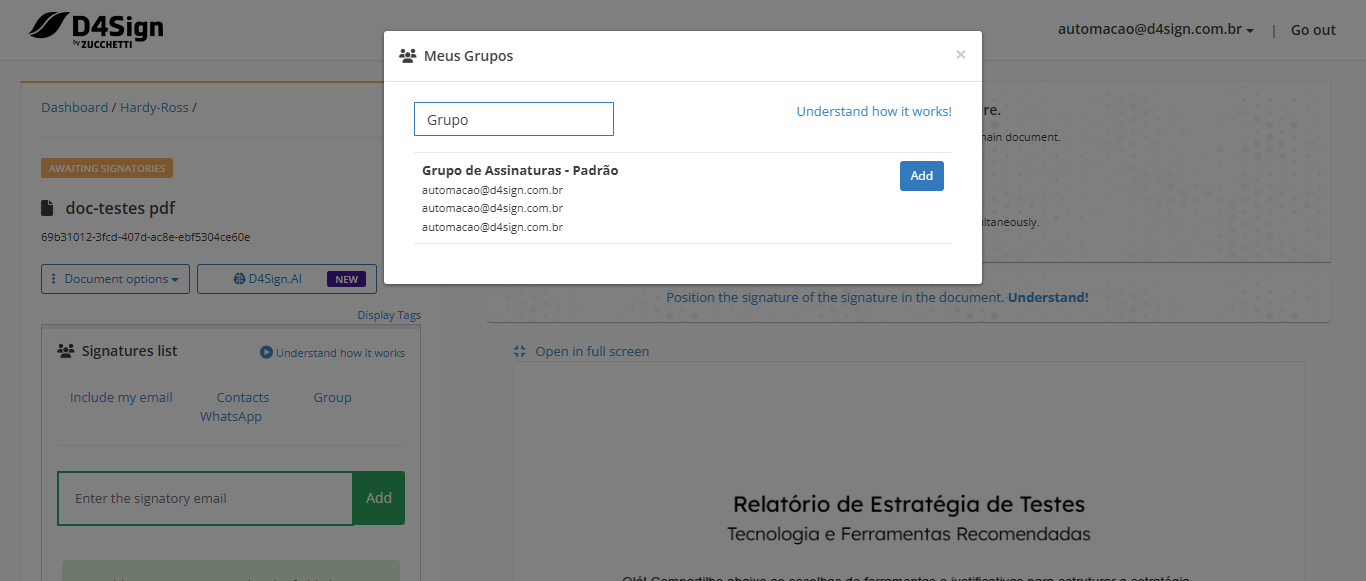 D4Sign
by ZUCCHETTI
automacao@d4sign.com.br
|
Go out
Meus Grupos
×
Grupo
Understand how it works!
Grupo de Assinaturas - Padrão
automacao@d4sign.com.br
automacao@d4sign.com.br
automacao@d4sign.com.br
Add
Dashboard / Hardy-Ross /
AWAITING SIGNATORIES
doc-testes pdf
69b31012-3fcd-407d-ac8e-ebf5304ce60e
Document options
D4Sign.AI
NEW
Display Tags
Signatures list
Understand how it works
Include my email
Contacts
Group
WhatsApp
Enter the signatory email
Add
re.
main document.
ultaneously.
Position the signature of the signature in the document. Understand!
Open in full screen
Relatório de Estratégia de Testes
Tecnologia e Ferramentas Recomendadas